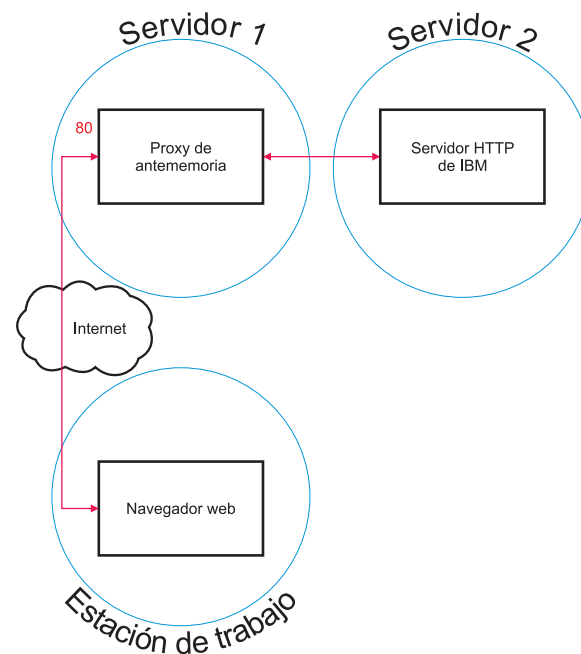 Servidor 1
Servidor 2
80
Proxy de
antememoria
Servidor HTTP
de IBM
Internet
Navegador web
Estación de trabajo